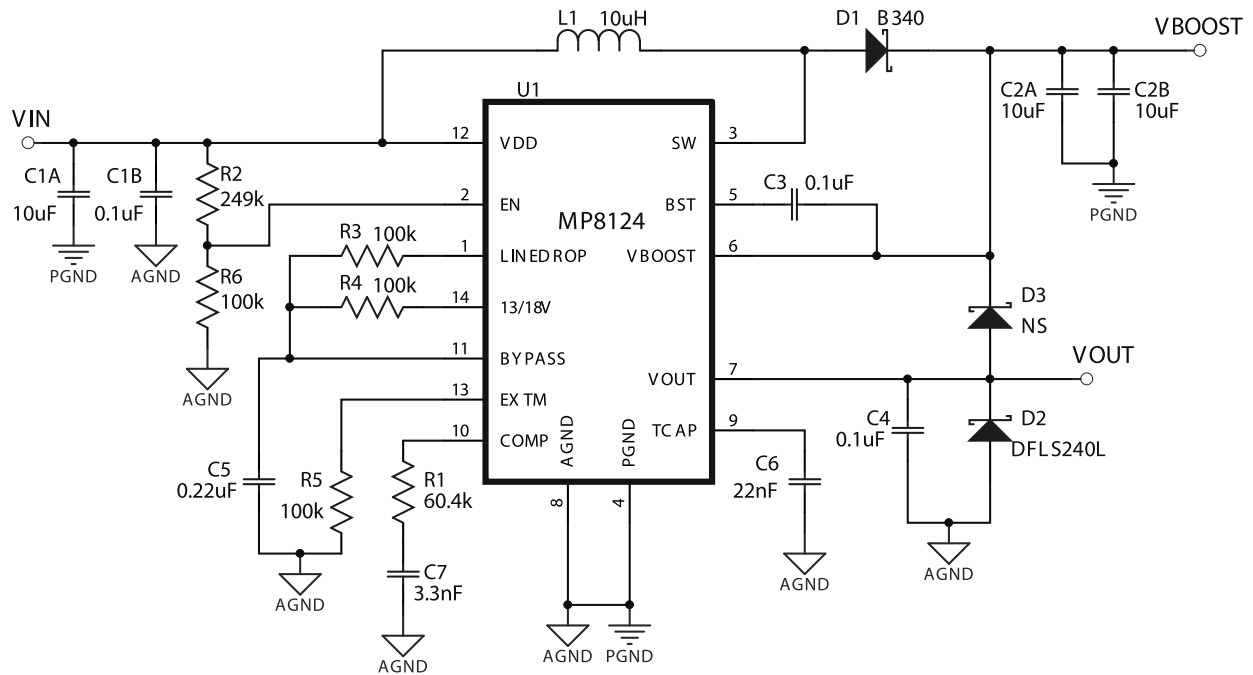 L1 10uH
D1 B340
VBOOST
C2A
10uF
C2B
10uF
PGND
VIN
C1A
10uF
PGND
C1B
0.1uF
AGND
R2
249k
R6
100k
AGND
R3 100k
R4 100k
U1
MP8124
12 VDD
2 EN
1 LINEDROP
14 13/18V
11 BYPASS
13 EXTM
10 COMP
SW 3
BST 5
VBOOST 6
VOUT 7
TCAP 9
AGND
8
PGND
4
C3 0.1uF
D3
NS
VOUT
C4
0.1uF
D2
DFLS240L
AGND
C6
22nF
AGND
C5
0.22uF
R5
100k
AGND
R1
60.4k
C7
3.3nF
AGND
AGND
PGND